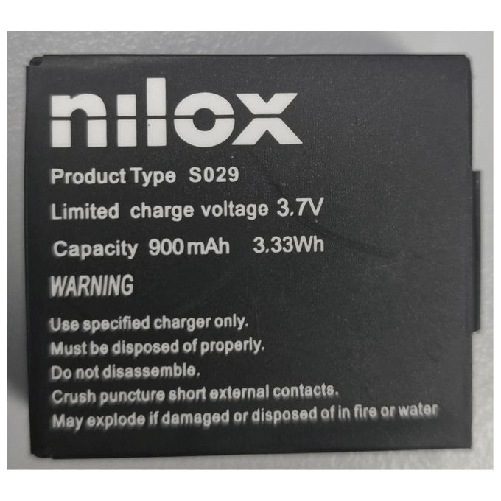 nilox
Product Type S029
Limited charge voltage 3.7V
Capacity 900mAh 3.33Wh
WARNING
Use specified charger only.
Must be disposed of properly.
Do not disassemble.
Crush puncture short external contacts.
May explode if damaged or disposed of in fire or water